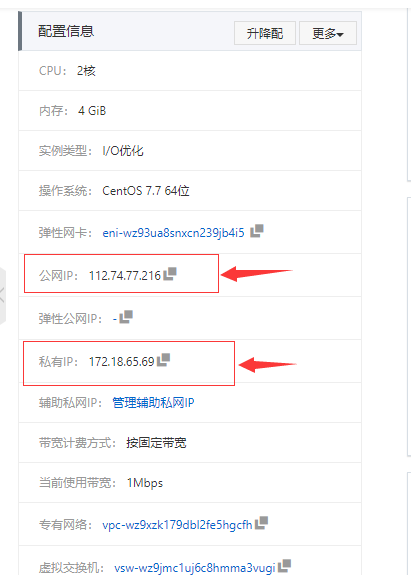 配置信息 升降配 更多
CPU： 2核
内存： 4 GiB
实例类型： I/O优化
操作系统： CentOS 7.7 64位
弹性网卡： eni-wz93ua8snxcn239jb4i5
公网IP： 112.74.77.216
弹性公网IP： -
私有IP： 172.18.65.69
辅助私网IP： 管理辅助私网IP
带宽计费方式： 按固定带宽
当前使用带宽： 1Mbps
专有网络： vpc-wz9xzk179dbl2fe5hgcfh
虚拟交换机： vsw-wz9jmc1uj6c8hmma3vugi